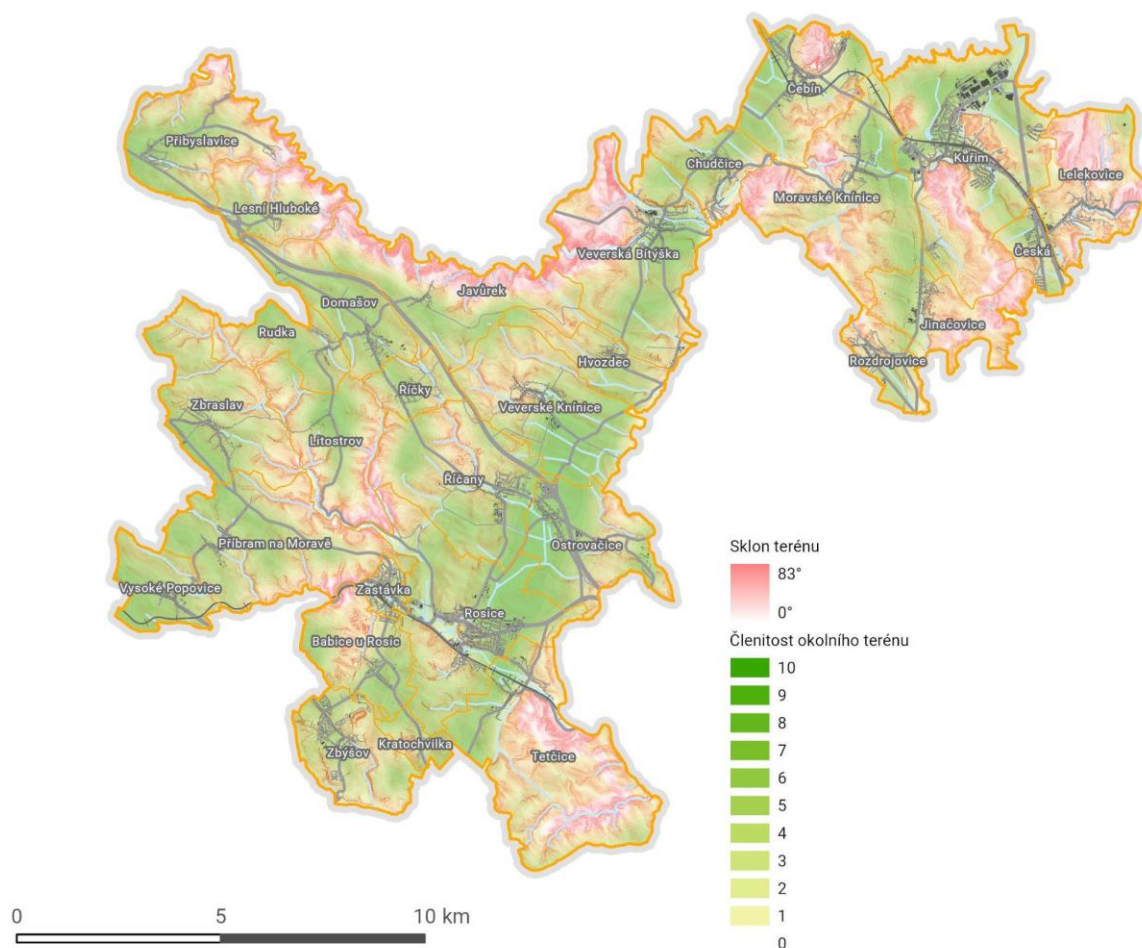 Čebín
Přibyslavice
Kuřim
Chudčice
Lelekovice
Moravské Knínice
Lesní Hluboké
Česká
Veverská Bítýška
Javůrek
Domašov
Jinačovice
Rudka
Rozdrojovice
Hvozdec
Říčky
Zbraslav
Veverské Knínice
Litostrov
Říčany
Příbram na Moravě
Ostrovačice
Vysoké Popovice
Zastávka
Rosice
Babice u Rosic
Zbýšov
Kratochvilka
Tetčice
Sklon terénu
83°
0°
Členitost okolního terénu
10
9
8
7
6
5
4
3
2
1
0
0 5 10 km